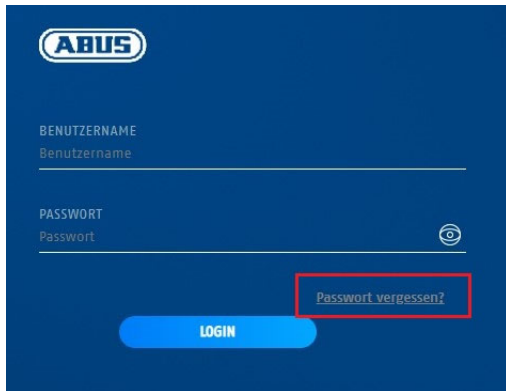 ABUS
BENUTZERNAME
Benutzername
PASSWORT
Passwort
Passwort vergessen?
LOGIN